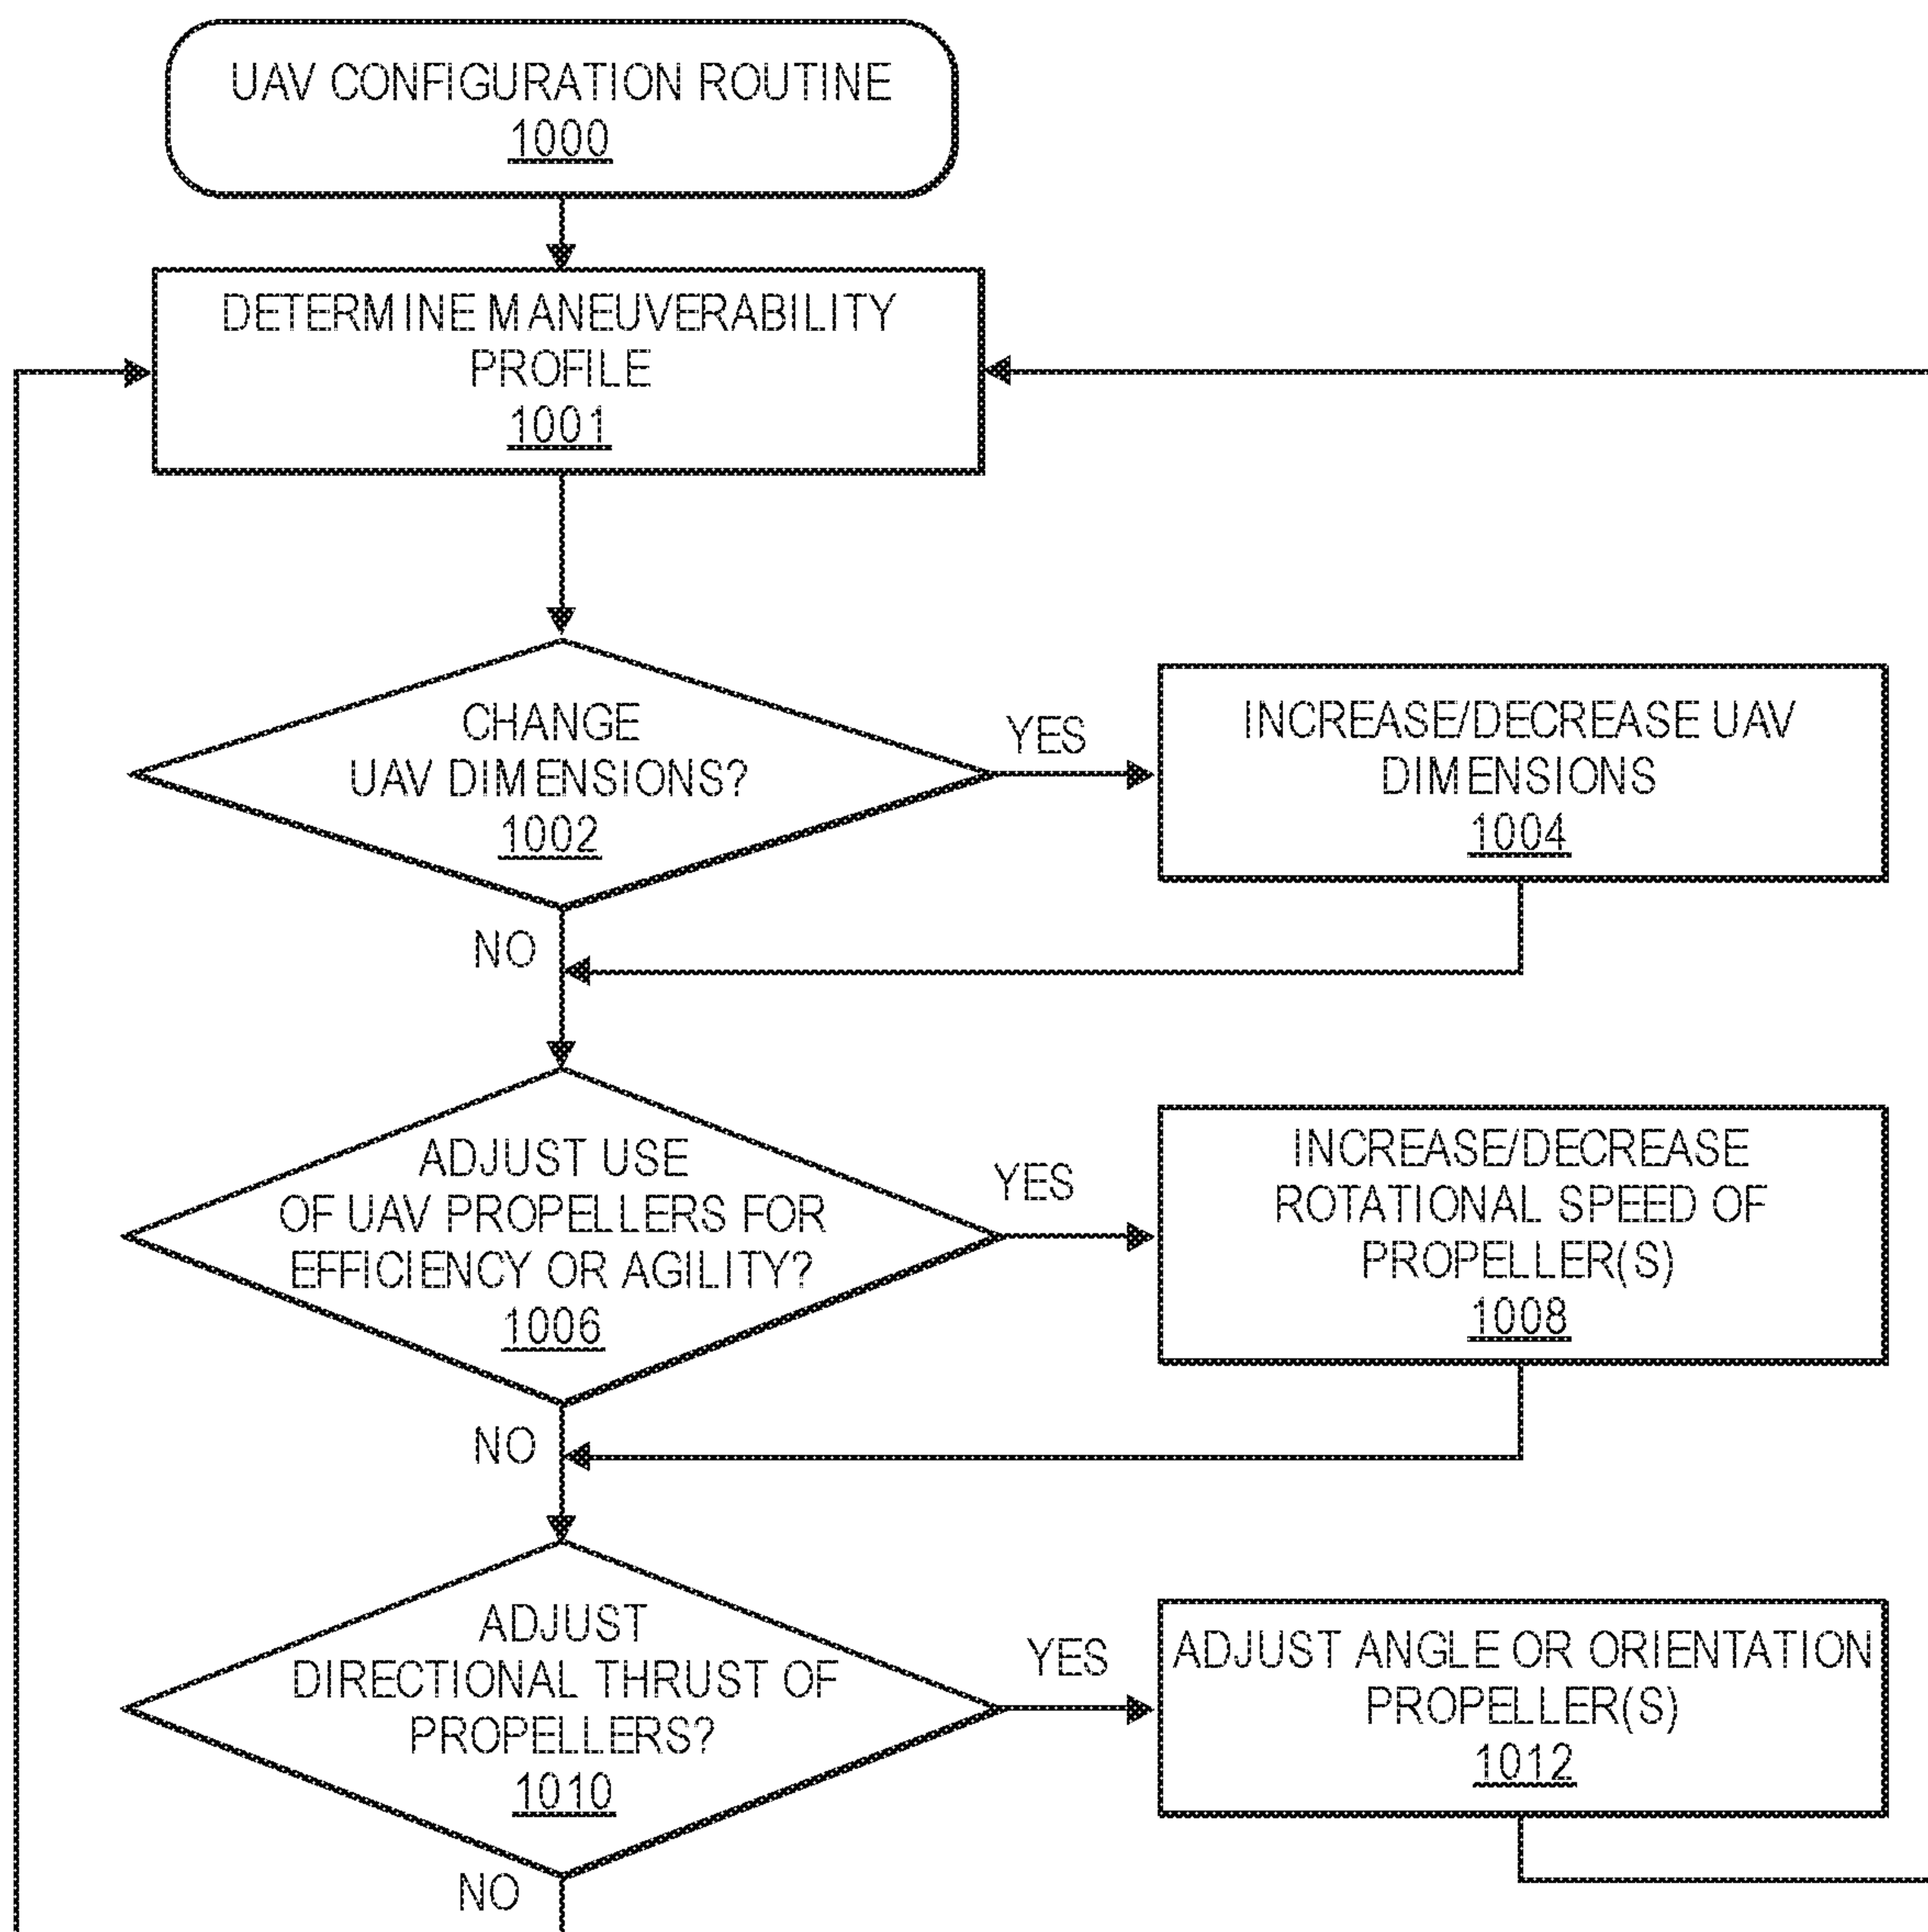 UAV CONFIGURATION ROUTINE
1000
DETERMINE MANEUVERABILITY
PROFILE
1001
CHANGE
UAV DIMENSIONS?
1002
YES
INCREASE/DECREASE UAV
DIMENSIONS
1004
NO
ADJUST USE
OF UAV PROPELLERS FOR
EFFICIENCY OR AGILITY?
1006
YES
INCREASE/DECREASE
ROTATIONAL SPEED OF
PROPELLER(S)
1008
NO
ADJUST
DIRECTIONAL THRUST OF
PROPELLERS?
1010
YES
ADJUST ANGLE OR ORIENTATION
PROPELLER(S)
1012
NO